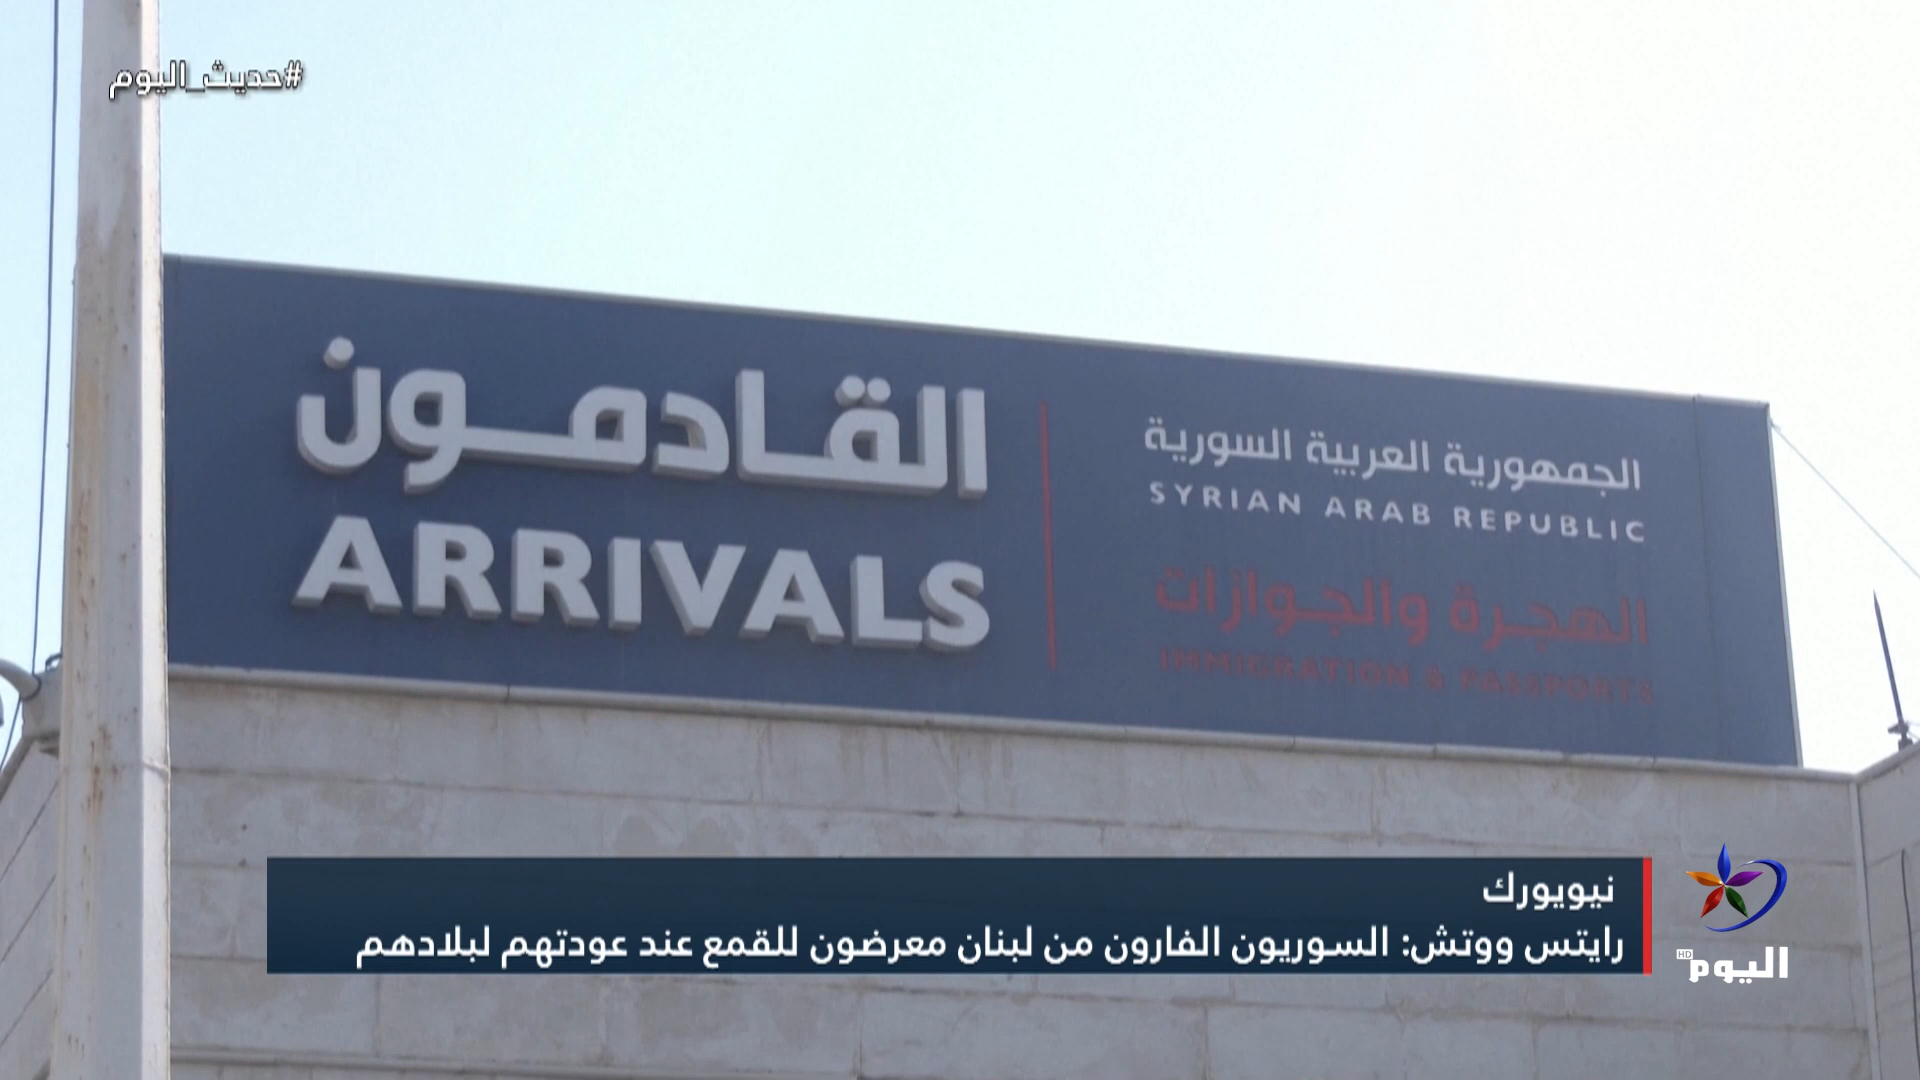 #حديث_اليوم
القادمون
ARRIVALS
الجمهورية العربية السورية
SYRIAN ARAB REPUBLIC
الهجرة والجوازات
IMMIGRATION & PASSPORTS
نيويورك
رايتس ووتش: السوريون الفارون من لبنان معرضون للقمع عند عودتهم لبلادهم
اليوم HD